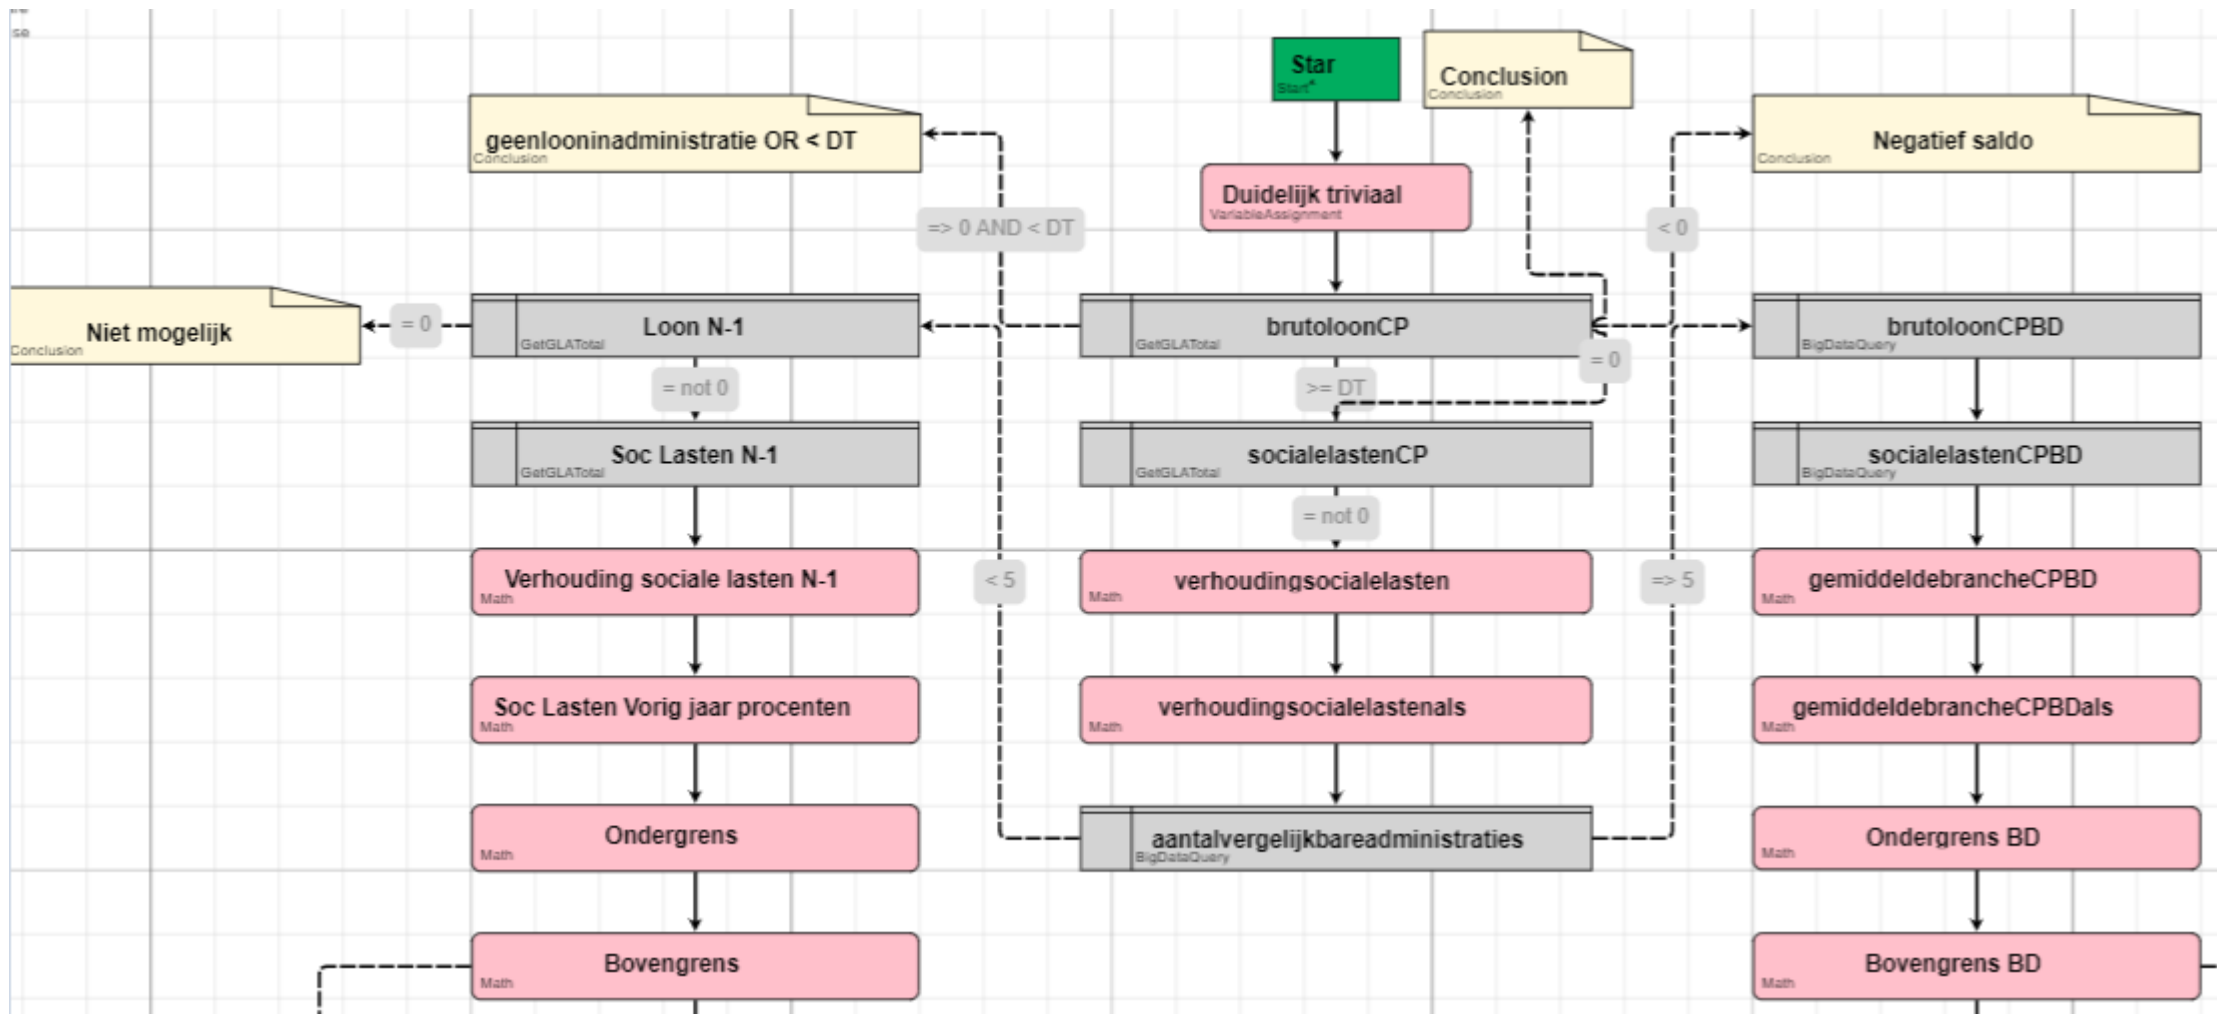 se
Star
Start*
Conclusion
Conclusion
geenlooninadministratie OR < DT
Conclusion
Negatief saldo
Conclusion
Duidelijk triviaal
VariableAssignment
=> 0 AND < DT
< 0
Niet mogelijk
Conclusion
= 0
Loon N-1
GetGLATotal
brutoloonCP
GetGLATotal
= 0
brutoloonCPBD
BigDataQuery
= not 0
>= DT
Soc Lasten N-1
GetGLATotal
socialelastenCP
GetGLATotal
socialelastenCPBD
BigDataQuery
= not 0
Verhouding sociale lasten N-1
Math
< 5
verhoudingsocialelasten
Math
=> 5
gemiddeldebrancheCPBD
Math
Soc Lasten Vorig jaar procenten
Math
verhoudingsocialelastenals
Math
gemiddeldebrancheCPBDals
Math
Ondergrens
Math
aantalvergelijkbareadministraties
BigDataQuery
Ondergrens BD
Math
Bovengrens
Math
Bovengrens BD
Math